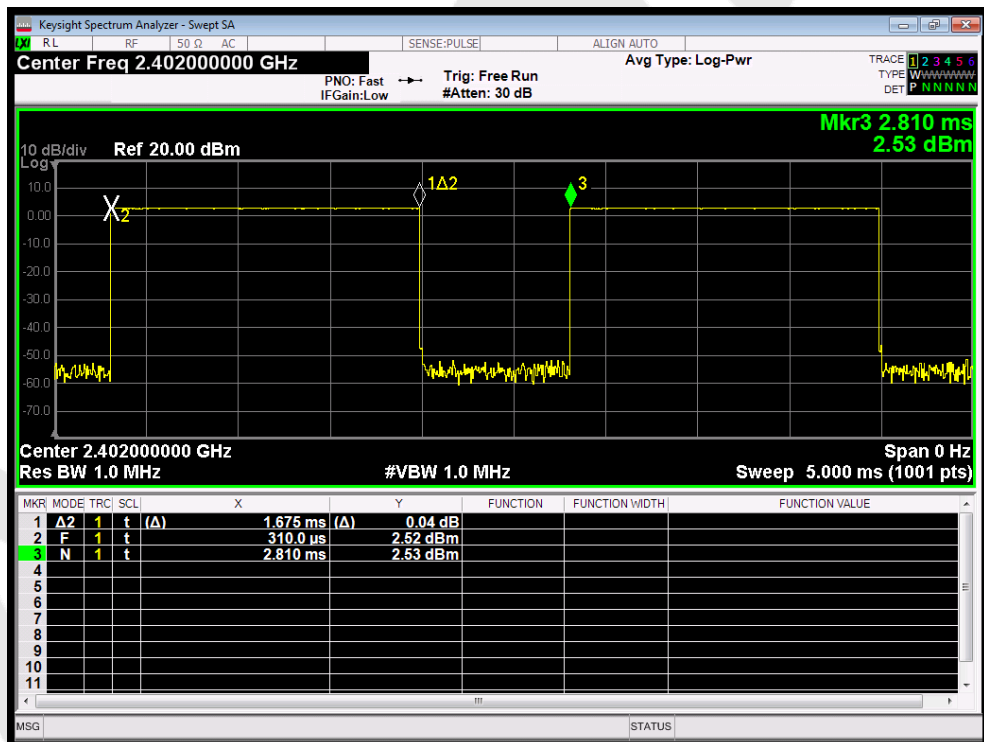 Keysight Spectrum Analyzer - Swept SA
LXI RL RF 50 Ω AC SENSE:PULSE ALIGN AUTO
Center Freq 2.402000000 GHz
PNO: Fast
IFGain:Low
Trig: Free Run
#Atten: 30 dB
Avg Type: Log-Pwr
TRACE 1 2 3 4 5 6
TYPE WWWWWW
DET P N N N N N
Mkr3 2.810 ms
2.53 dBm
10 dB/div Ref 20.00 dBm
Log
10.0
0.00
-10.0
-20.0
-30.0
-40.0
-50.0
-60.0
-70.0
X2
1Δ2
3
Center 2.402000000 GHz Span 0 Hz
Res BW 1.0 MHz #VBW 1.0 MHz Sweep 5.000 ms (1001 pts)
MKR MODE TRC SCL X Y FUNCTION FUNCTION WIDTH FUNCTION VALUE
1 Δ2 1 t (Δ) 1.675 ms (Δ) 0.04 dB
2 F 1 t 310.0 µs 2.52 dBm
3 N 1 t 2.810 ms 2.53 dBm
4
5
6
7
8
9
10
11
MSG STATUS